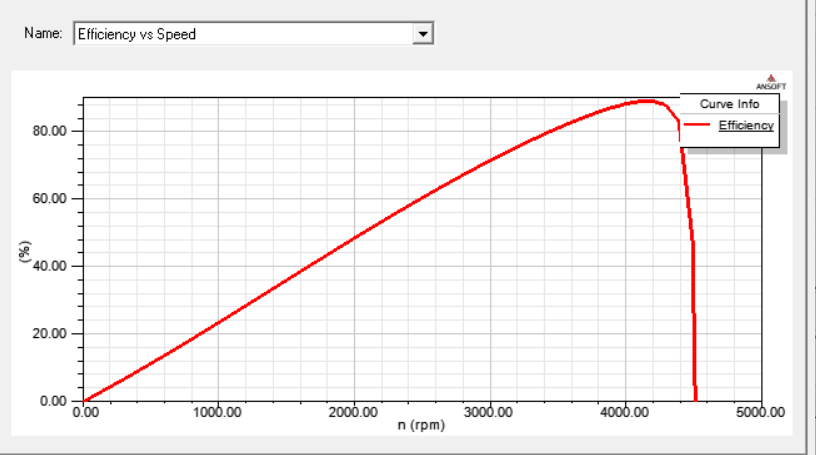 Name: Efficiency vs Speed
ANSOFT
Curve Info
Efficiency
80.00
60.00
(%)
40.00
20.00
0.00
0.00 1000.00 2000.00 3000.00 4000.00 5000.00
n (rpm)